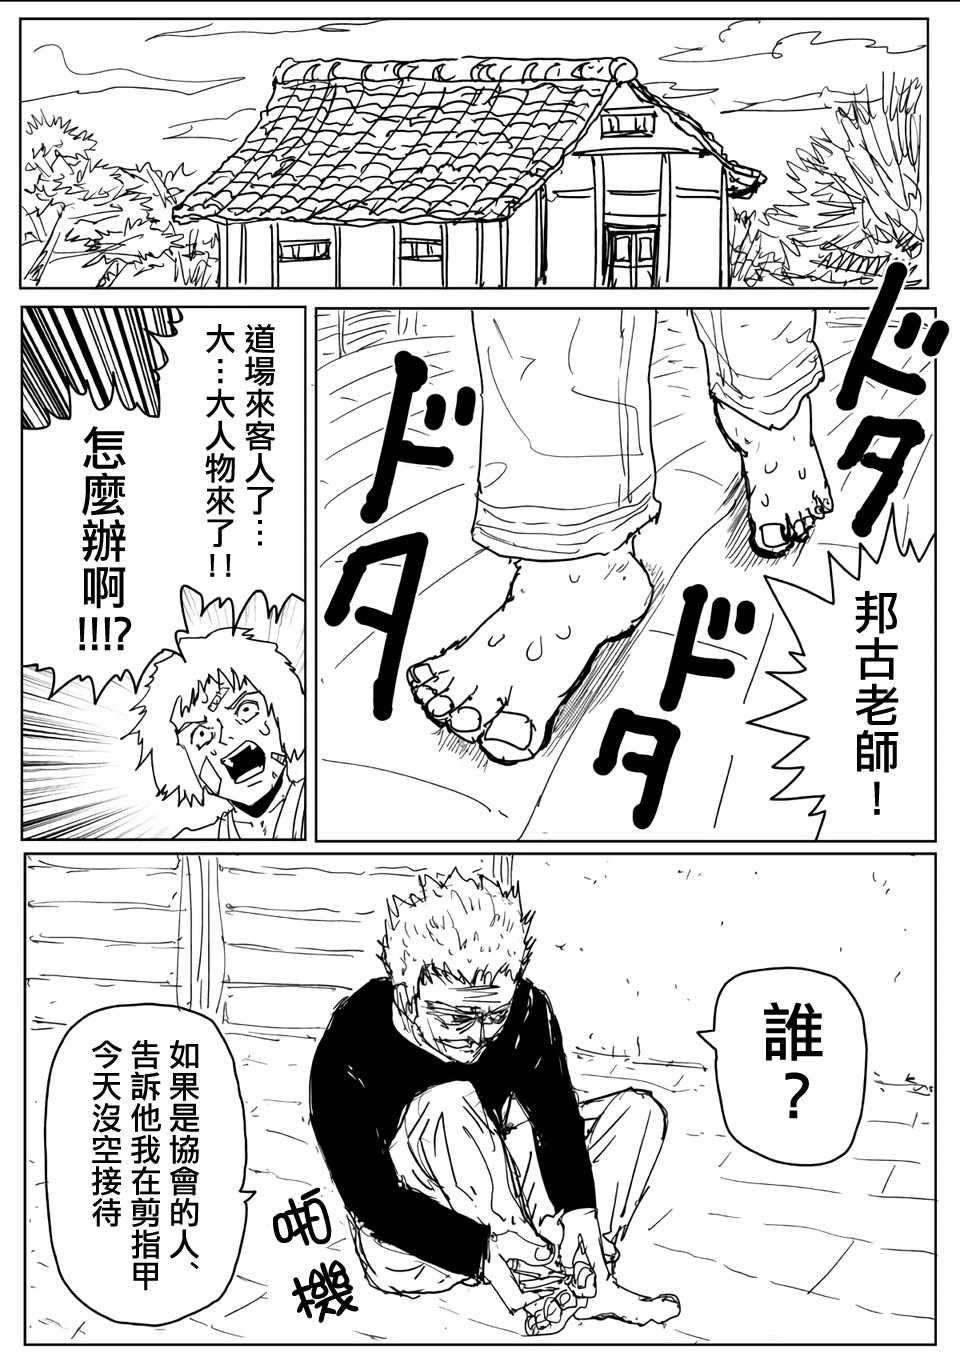 ドタ
邦古老師！
ドタ
ドタ
道場來客人了…
大…大人物來了!!
怎麼辦啊!!!?
誰？
如果是協會的人、
告訴他我在剪指甲
今天沒空接待
啪機